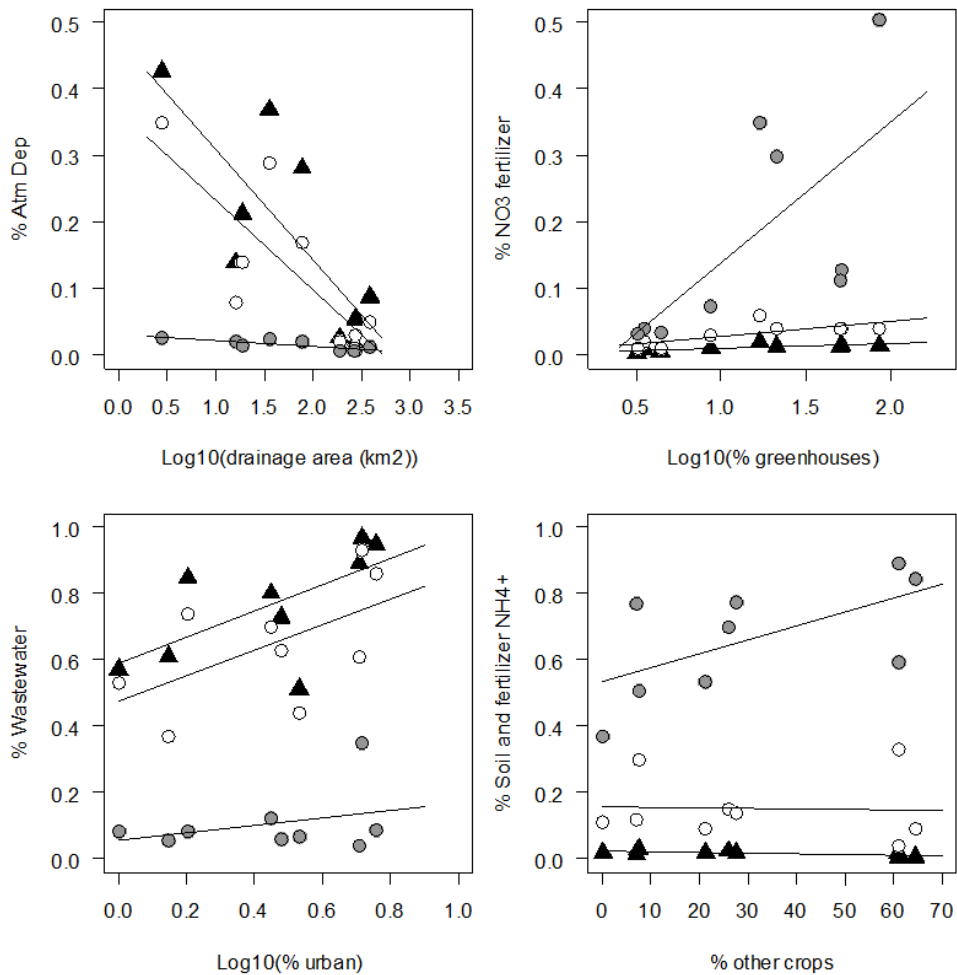 % Atm Dep
0.5
0.4
0.3
0.2
0.1
0.0
0.0 0.5 1.0 1.5 2.0 2.5 3.0 3.5
Log10(drainage area (km2))
% NO3 fertilizer
0.5
0.4
0.3
0.2
0.1
0.0
0.5 1.0 1.5 2.0
Log10(% greenhouses)
% Wastewater
1.0
0.8
0.6
0.4
0.2
0.0
0.0 0.2 0.4 0.6 0.8 1.0
Log10(% urban)
% Soil and fertilizer NH4+
1.0
0.8
0.6
0.4
0.2
0.0
0 10 20 30 40 50 60 70
% other crops